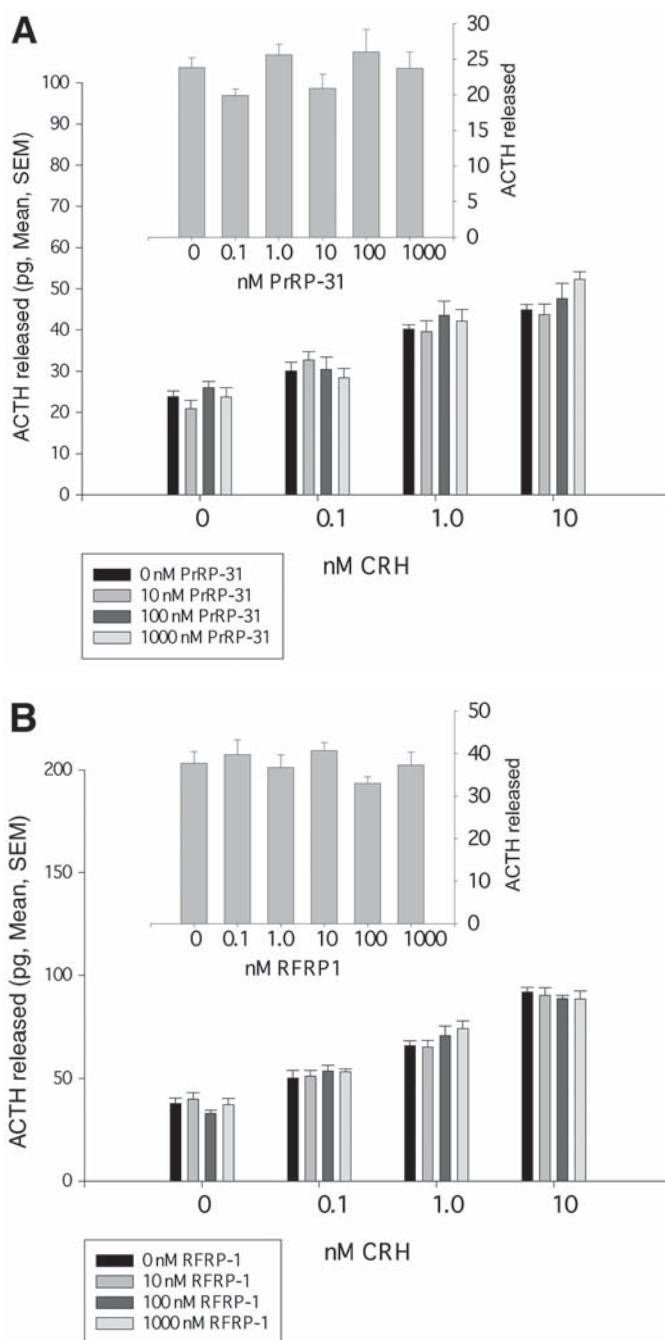 A
ACTH released (pg, Mean, SEM)
100
90
80
70
60
50
40
30
20
10
0
30
25
20
15
10
5
0
ACTH released
0 0.1 1.0 10 100 1000
nM PrRP-31
0 0.1 1.0 10
nM CRH
0 nM PrRP-31
10 nM PrRP-31
100 nM PrRP-31
1000 nM PrRP-31
B
ACTH released (pg, Mean, SEM)
200
150
100
50
0
50
40
30
20
10
0
ACTH released
0 0.1 1.0 10 100 1000
nM RFRP1
0 0.1 1.0 10
nM CRH
0 nM RFRP-1
10 nM RFRP-1
100 nM RFRP-1
1000 nM RFRP-1